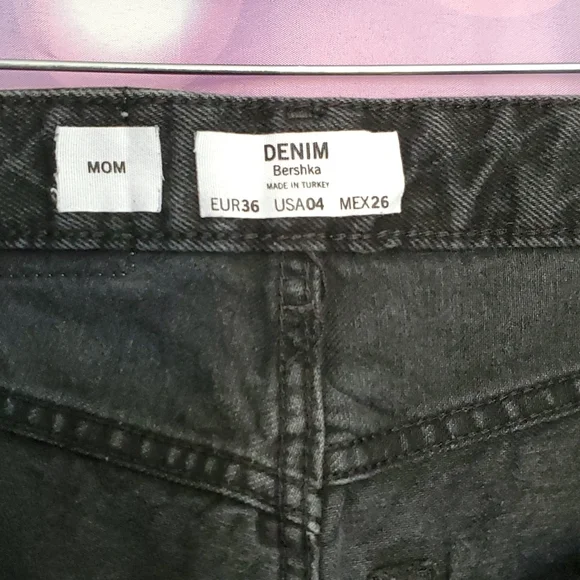 MOM
DENIM
Bershka
MADE IN TURKEY
EUR36 USA04 MEX26